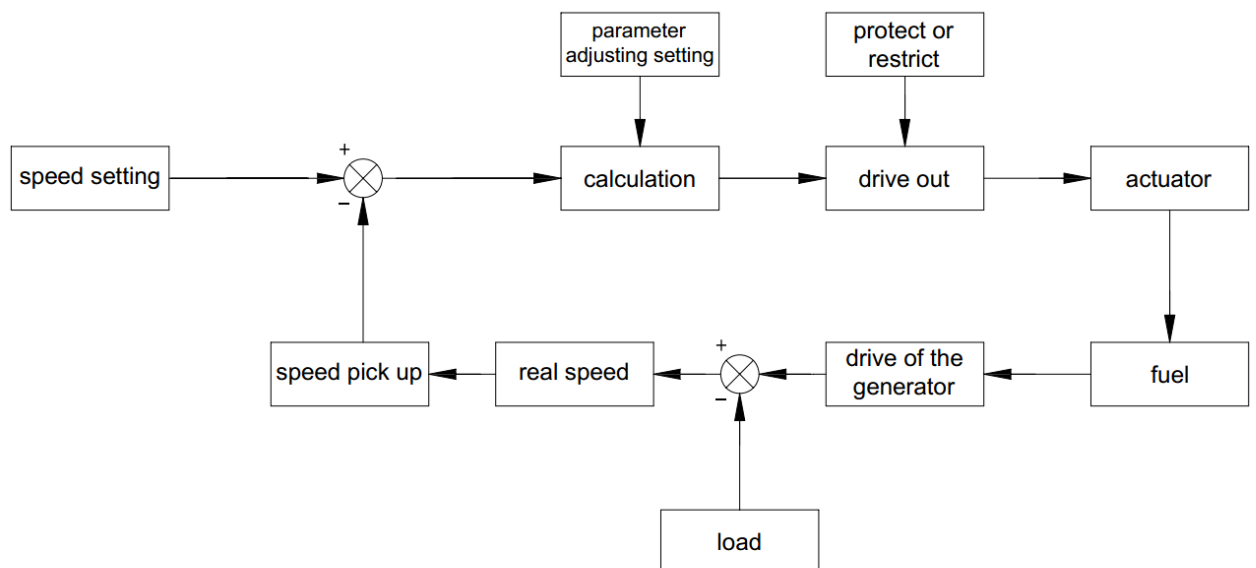 parameter
adjusting setting
protect or
restrict
+
speed setting
calculation
drive out
actuator
−
+
speed pick up
real speed
drive of the
generator
fuel
−
load